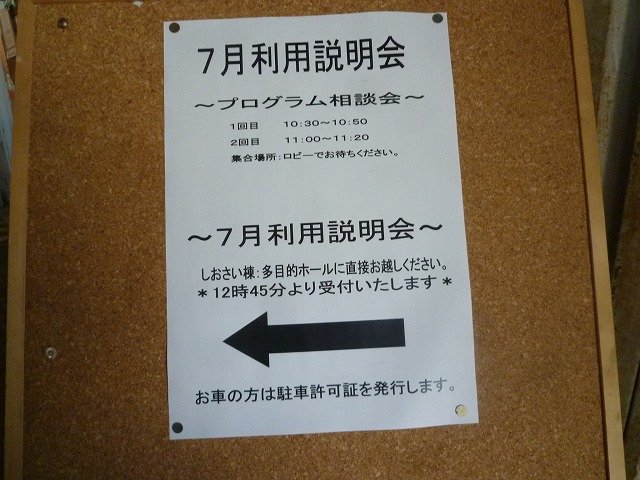 7月利用説明会
～プログラム相談会～
1回目 10:30～10:50
2回目 11:00～11:20
集合場所:ロビーでお待ちください。
～7月利用説明会～
しおさい棟:多目的ホールに直接お越しください。
＊12時45分より受付いたします＊
お車の方は駐車許可証を発行します。